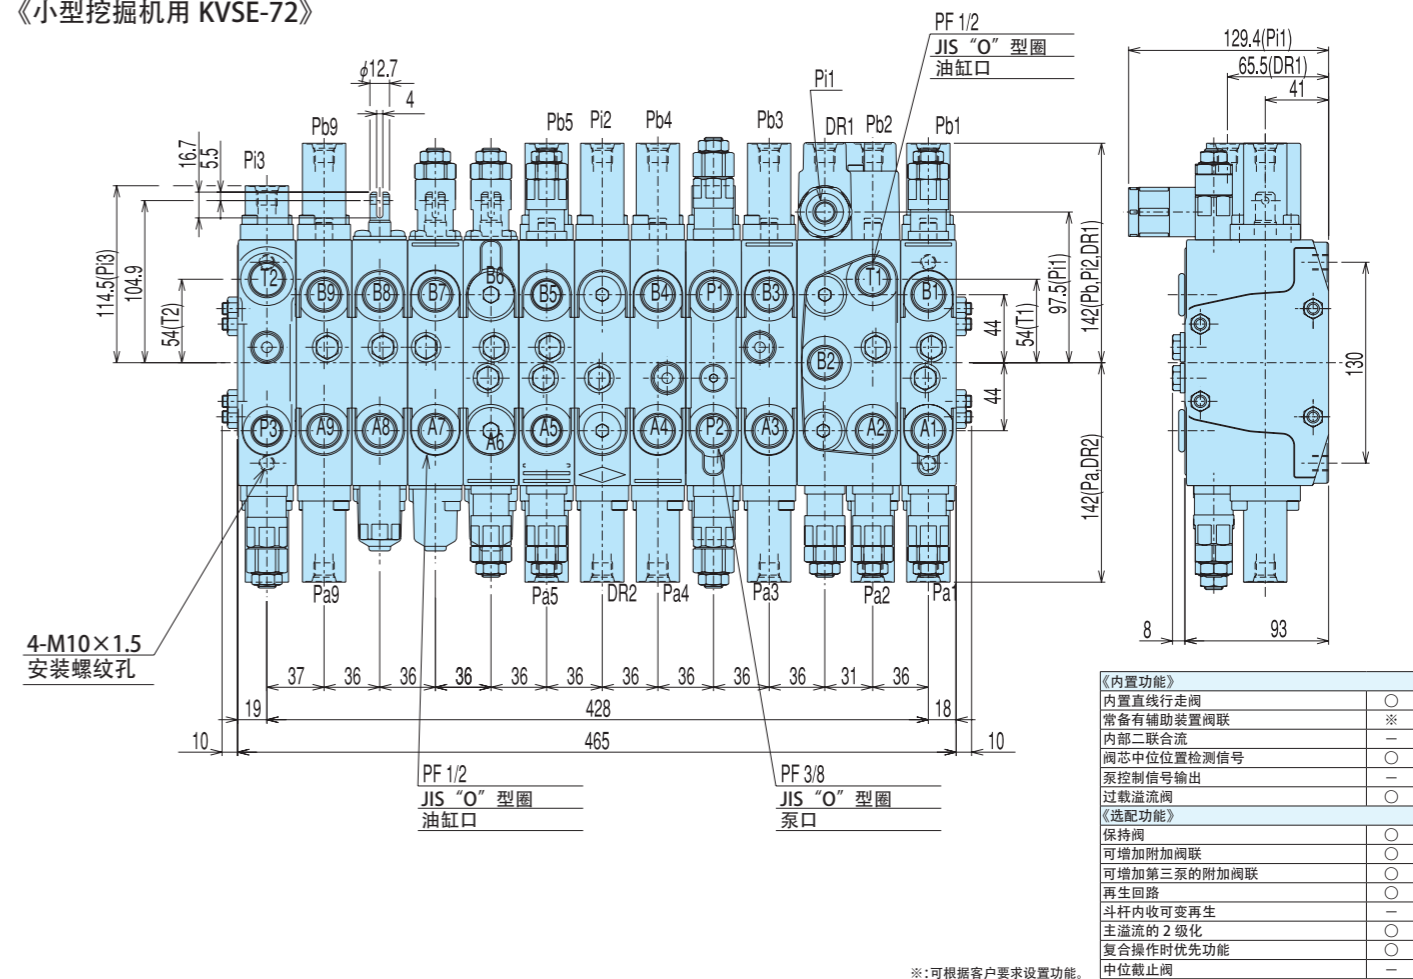 《小型挖掘机用 KVSE-72》
PF 1/2
JIS “O” 型圈
油缸口
129.4(Pi1)
65.5(DR1)
41
ϕ12.7
4
Pi1
16.7
5.5
Pi3
Pb9
Pb5
Pi2
Pb4
Pb3
DR1
Pb2
Pb1
114.5(Pi3)
104.9
54(T2)
T2
B9
B8
B7
B6
B5
B4
P1
B3
T1
B1
B2
44
54(T1)
97.5(Pi1)
142(Pb,Pi2,DR1)
130
44
142(Pa,DR2)
P3
A9
A8
A7
A6
A5
A4
P2
A3
A2
A1
Pa9
Pa5
DR2
Pa4
Pa3
Pa2
Pa1
8
93
4-M10×1.5
安装螺纹孔
37
36
36
36
36
36
36
36
36
36
31
36
19
428
18
10
465
10
PF 1/2
JIS “O” 型圈
油缸口
PF 3/8
JIS “O” 型圈
泵口
《内置功能》
内置直线行走阀 ○
常备有辅助装置阀联 ※
内部二联合流 －
阀芯中位位置检测信号 ○
泵控制信号输出 －
过载溢流阀 ○
《选配功能》
保持阀 ○
可增加附加阀联 ○
可增加第三泵的附加阀联 ○
再生回路 ○
斗杆内收可变再生 －
主溢流的 2 级化 ○
复合操作时优先功能 ○
中位截止阀 －
※:可根据客户要求设置功能。